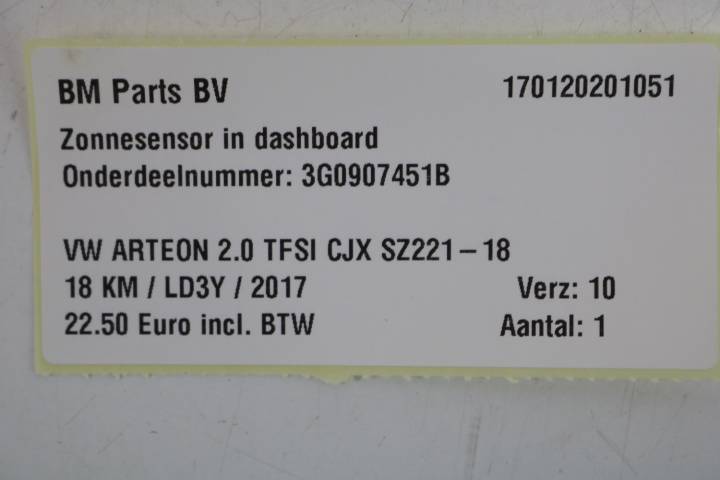 BM Parts BV 170120201051
Zonnesensor in dashboard
Onderdeelnummer: 3G0907451B
VW ARTEON 2.0 TFSI CJX SZ221-18
18 KM / LD3Y / 2017 Verz: 10
22.50 Euro incl. BTW Aantal: 1